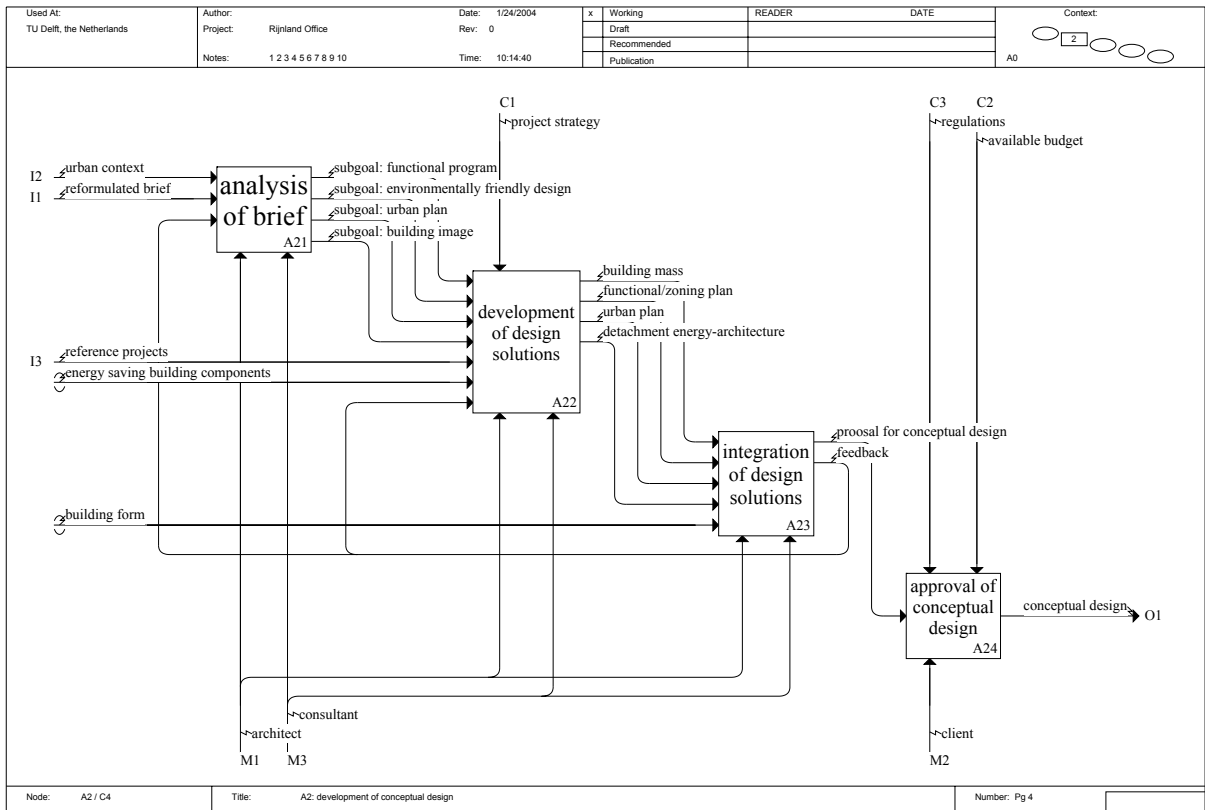 Used At:
TU Delft, the Netherlands
Author:
Project: Rijnland Office
Notes: 1 2 3 4 5 6 7 8 9 10
Date: 1/24/2004
Rev: 0
Time: 10:14:40
x Working
Draft
Recommended
Publication
READER DATE
Context:
2
A0
C1
project strategy
C3 C2
regulations
available budget
I2 urban context
I1 reformulated brief
analysis
of brief
A21
subgoal: functional program
subgoal: environmentally friendly design
subgoal: urban plan
subgoal: building image
I3 reference projects
energy saving building components
development
of design
solutions
A22
building mass
functional/zoning plan
urban plan
detachment energy-architecture
building form
integration
of design
solutions
A23
proosal for conceptual design
feedback
approval of
conceptual
design
A24
conceptual design O1
consultant
architect
M1 M3
client
M2
Node: A2 / C4
Title: A2: development of conceptual design
Number: Pg 4